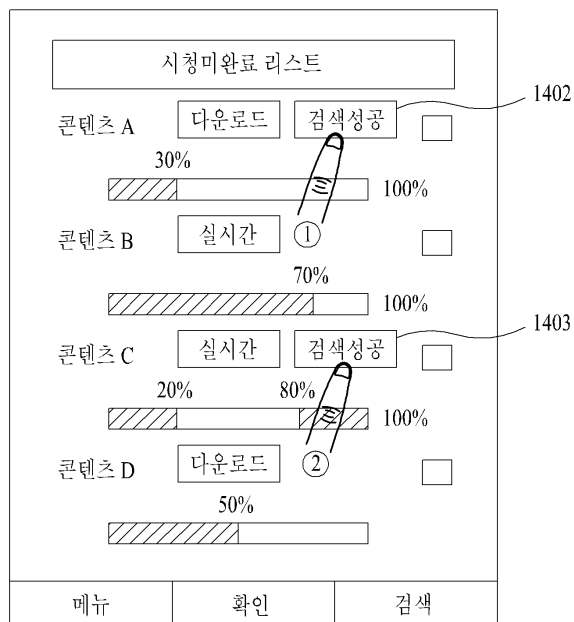 시청미완료 리스트
1402
콘텐츠 A 다운로드 검색성공
30%
100%
콘텐츠 B 실시간 ①
70%
100%
1403
콘텐츠 C 실시간 검색성공
20% 80%
100%
콘텐츠 D 다운로드 ②
50%
메뉴 확인 검색